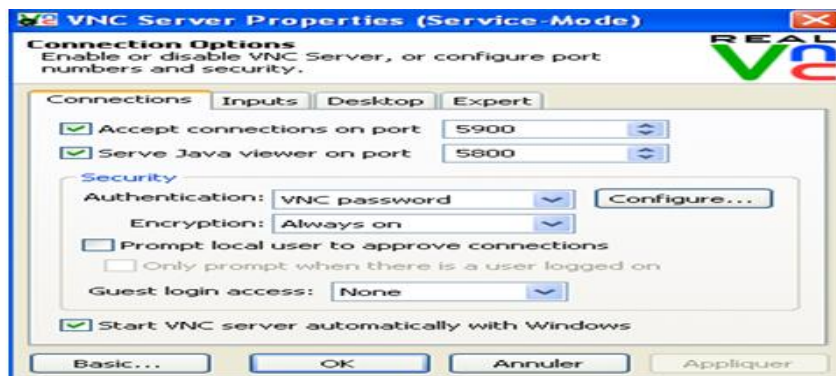 VNC Server Properties (Service-Mode)
Connection Options
Enable or disable VNC Server, or configure port
numbers and security.
REAL
VNC
Connections Inputs Desktop Expert
Accept connections on port 5900
Serve Java viewer on port 5800
Security
Authentication: VNC password Configure...
Encryption: Always on
Prompt local user to approve connections
Only prompt when there is a user logged on
Guest login access: None
Start VNC server automatically with Windows
Basic... OK Annuler Appliquer